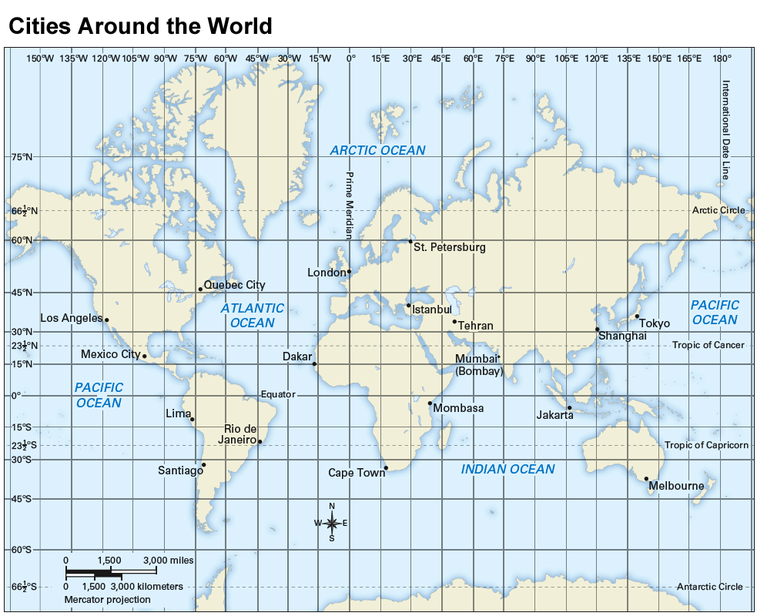 Cities Around the World
150°W 135°W 120°W 105°W 90°W 75°W 60°W 45°W 30°W 15°W 0° 15°E 30°E 45°E 60°E 75°E 90°E 105°E 120°E 135°E 150°E 165°E 180°
International Date Line
ARCTIC OCEAN
75°N
Prime Meridian
66½°N
Arctic Circle
60°N
St. Petersburg
London
Quebec City
45°N
ATLANTIC
OCEAN
Istanbul
PACIFIC
OCEAN
Los Angeles
Tehran
Tokyo
30°N
Shanghai
23½°N
Tropic of Cancer
Mexico City
Dakar
Mumbai
(Bombay)
15°N
PACIFIC
OCEAN
0°
Equator
Lima
Mombasa
Jakarta
15°S
Rio de
Janeiro
23½°S
Tropic of Capricorn
30°S
Santiago
Cape Town
INDIAN OCEAN
Melbourne
45°S
N
W E
S
60°S
0 1,500 3,000 miles
0 1,500 3,000 kilometers
66½°S
Antarctic Circle
Mercator projection